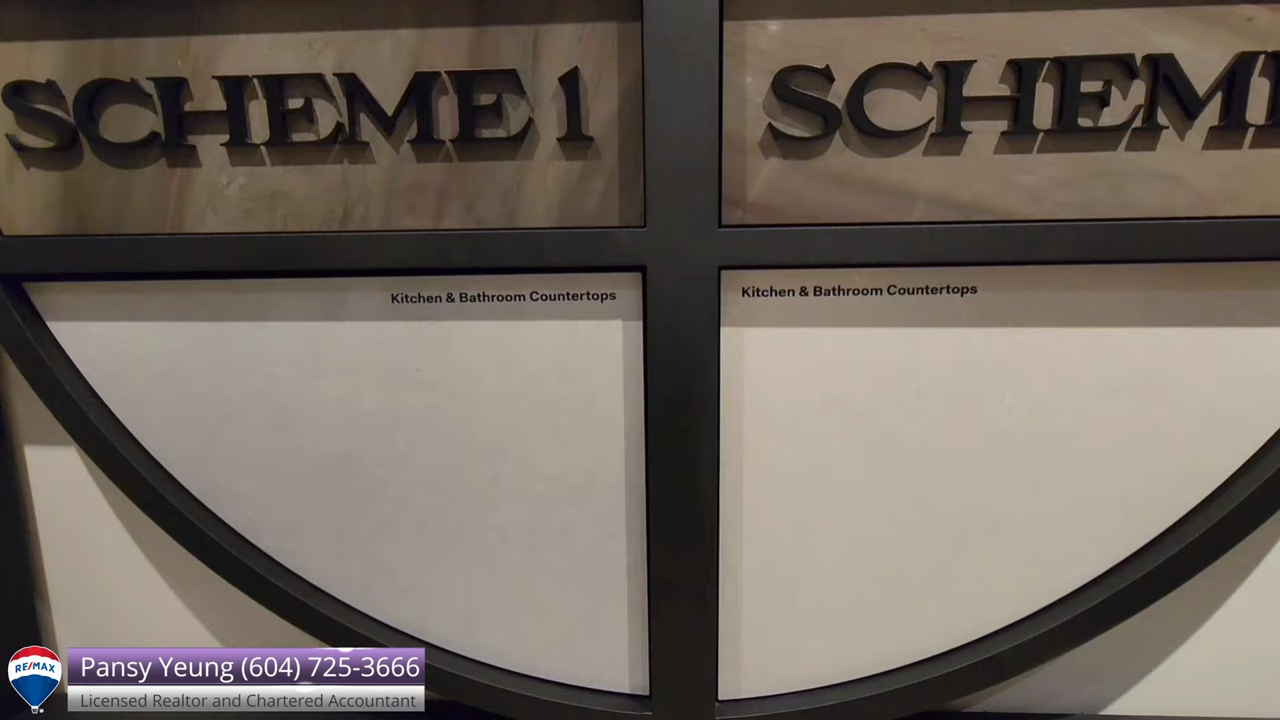 SCHEME 1
SCHEME
Kitchen & Bathroom Countertops
Kitchen & Bathroom Countertops
RE/MAX
Pansy Yeung (604) 725-3666
Licensed Realtor and Chartered Accountant